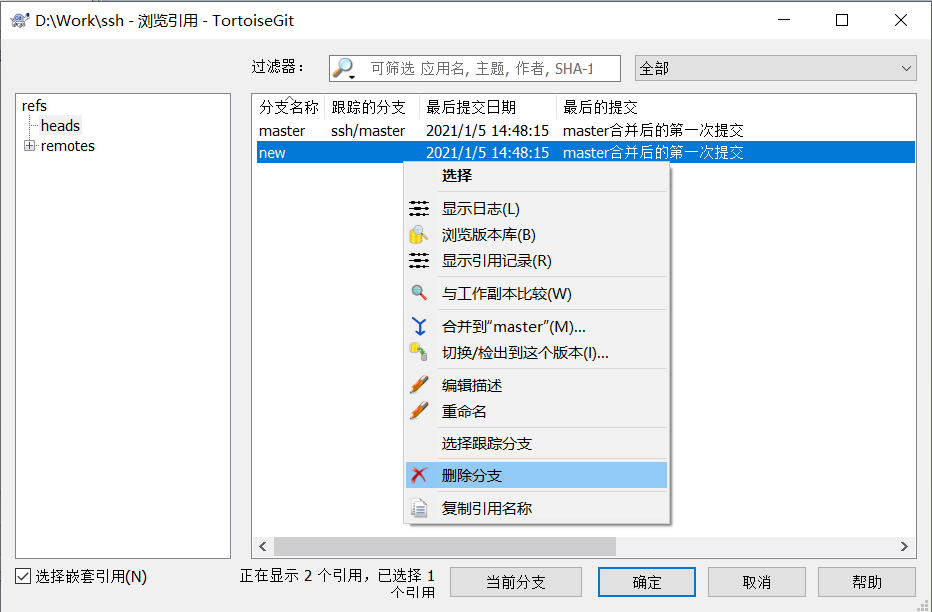 D:\Work\ssh - 浏览引用 - TortoiseGit
过滤器：
可筛选 应用名, 主题, 作者, SHA-1
全部
refs
heads
remotes
分支名称 跟踪的分支 最后提交日期 最后的提交
master ssh/master 2021/1/5 14:48:15 master合并后的第一次提交
new 2021/1/5 14:48:15 master合并后的第一次提交
选择
显示日志(L)
浏览版本库(B)
显示引用记录(R)
与工作副本比较(W)
合并到“master”(M)...
切换/检出到这个版本(I)...
编辑描述
重命名
选择跟踪分支
删除分支
复制引用名称
选择嵌套引用(N)
正在显示 2 个引用，已选择 1
个引用
当前分支
确定
取消
帮助